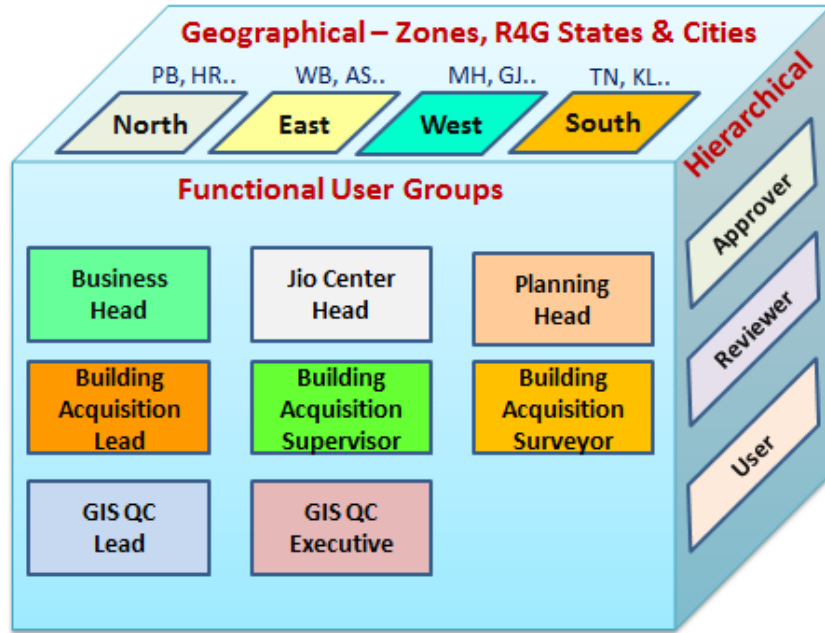 Geographical – Zones, R4G States & Cities
PB, HR..
WB, AS..
MH, GJ..
TN, KL..
North
East
West
South
Hierarchical
Approver
Reviewer
User
Functional User Groups
Business
Head
Jio Center
Head
Planning
Head
Building
Acquisition
Lead
Building
Acquisition
Supervisor
Building
Acquisition
Surveyor
GIS QC
Lead
GIS QC
Executive